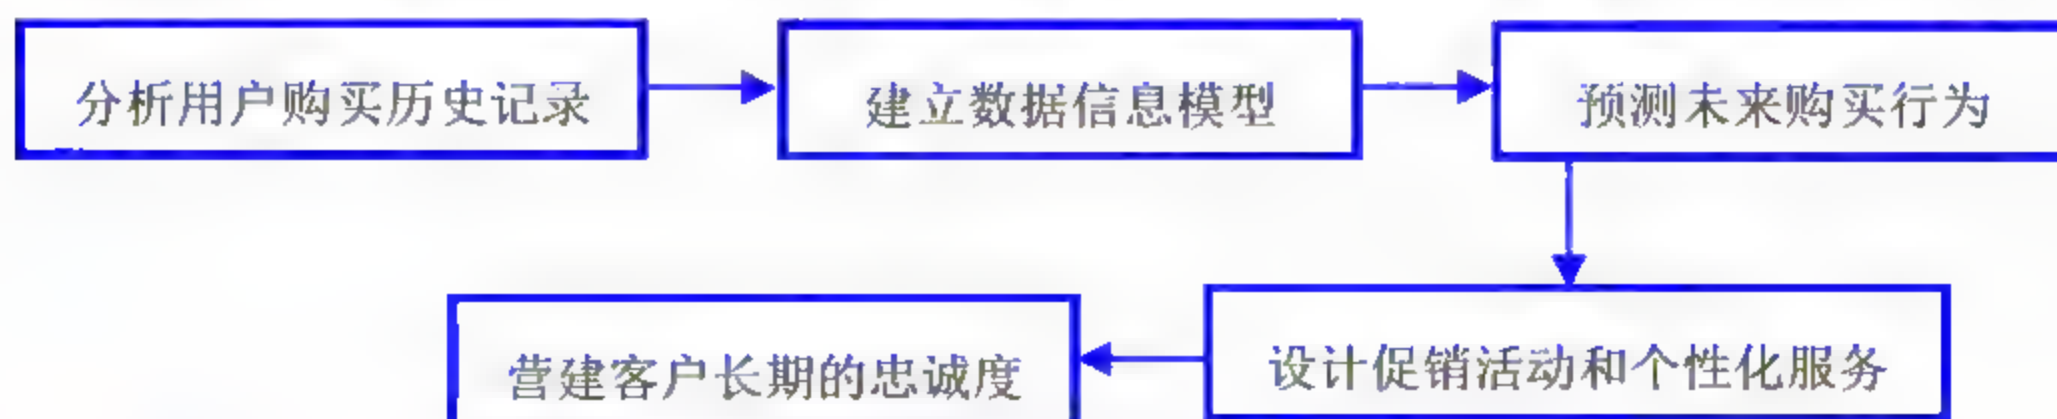 分析用户购买历史记录
建立数据信息模型
预测未来购买行为
设计促销活动和个性化服务
营建客户长期的忠诚度